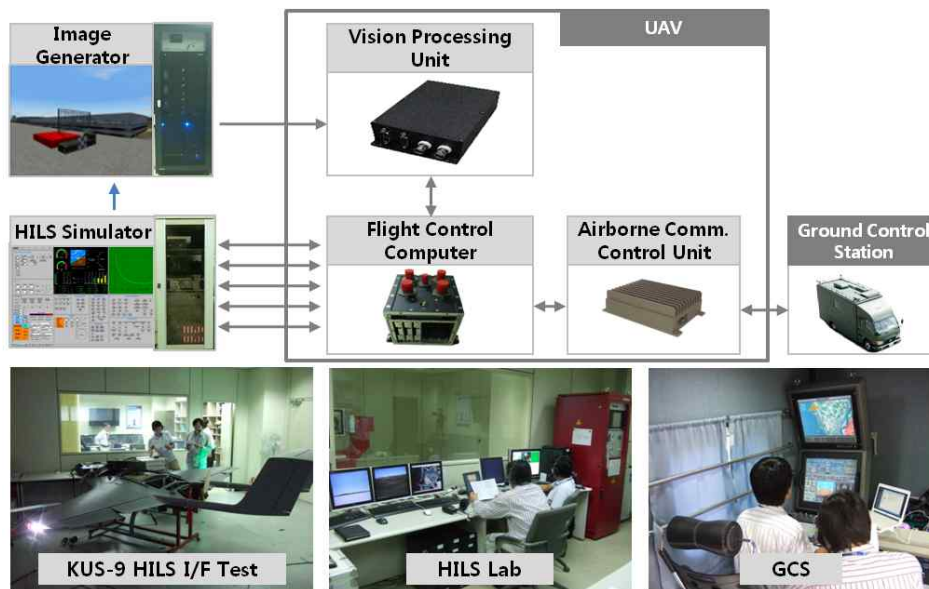 Image
Generator
Vision Processing
Unit
UAV
HILS Simulator
Flight Control
Computer
Airborne Comm.
Control Unit
Ground Control
Station
KUS-9 HILS I/F Test
HILS Lab
GCS